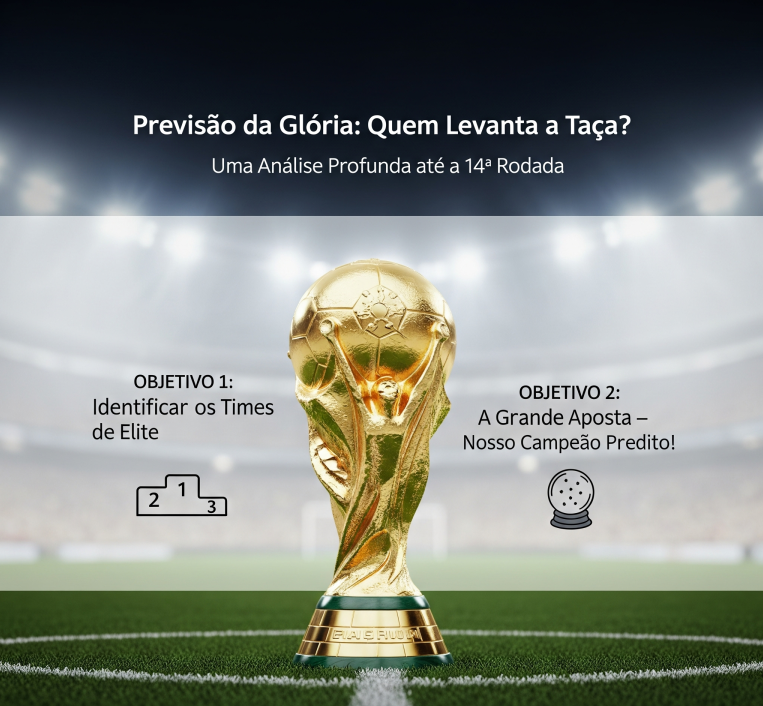 Previsão da Glória: Quem Levanta a Taça?
Uma Análise Profunda até a 14ª Rodada
OBJETIVO 1:
Identificar os Times
de Elite
2 1 3
OBJETIVO 2:
A Grande Aposta –
Nosso Campeão Predito!